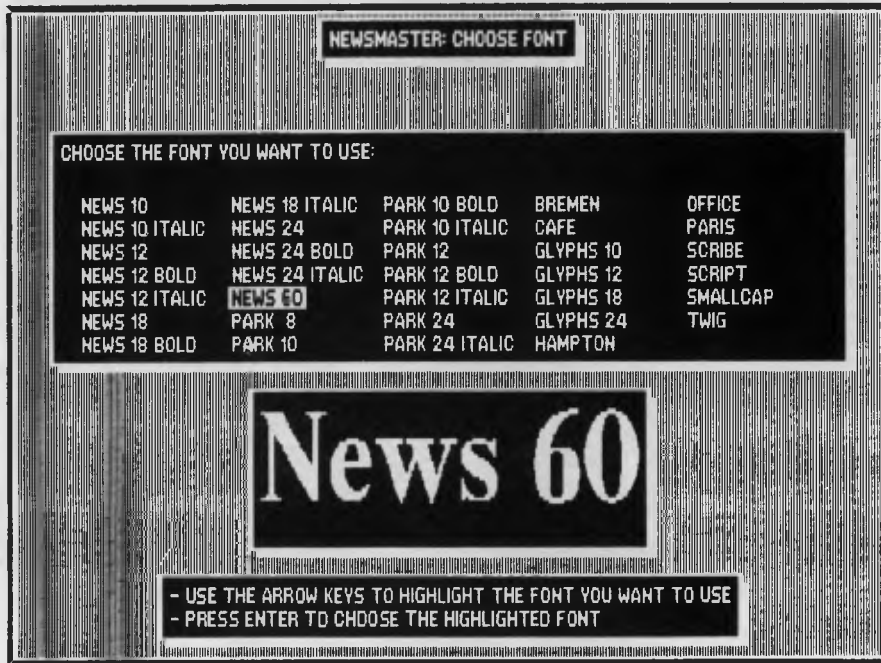 NEWSMASTER: CHOOSE FONT
CHOOSE THE FONT YOU WANT TO USE:
NEWS 10 NEWS 18 ITALIC PARK 10 BOLD BREMEN OFFICE
NEWS 10 ITALIC NEWS 24 PARK 10 ITALIC CAFE PARIS
NEWS 12 NEWS 24 BOLD PARK 12 GLYPHS 10 SCRIBE
NEWS 12 BOLD NEWS 24 ITALIC PARK 12 BOLD GLYPHS 12 SCRIPT
NEWS 12 ITALIC NEWS 60 PARK 12 ITALIC GLYPHS 18 SMALLCAP
NEWS 18 PARK 8 PARK 24 GLYPHS 24 TWIG
NEWS 18 BOLD PARK 10 PARK 24 ITALIC HAMPTON
News 60
- USE THE ARROW KEYS TO HIGHLIGHT THE FONT YOU WANT TO USE
- PRESS ENTER TO CHOOSE THE HIGHLIGHTED FONT